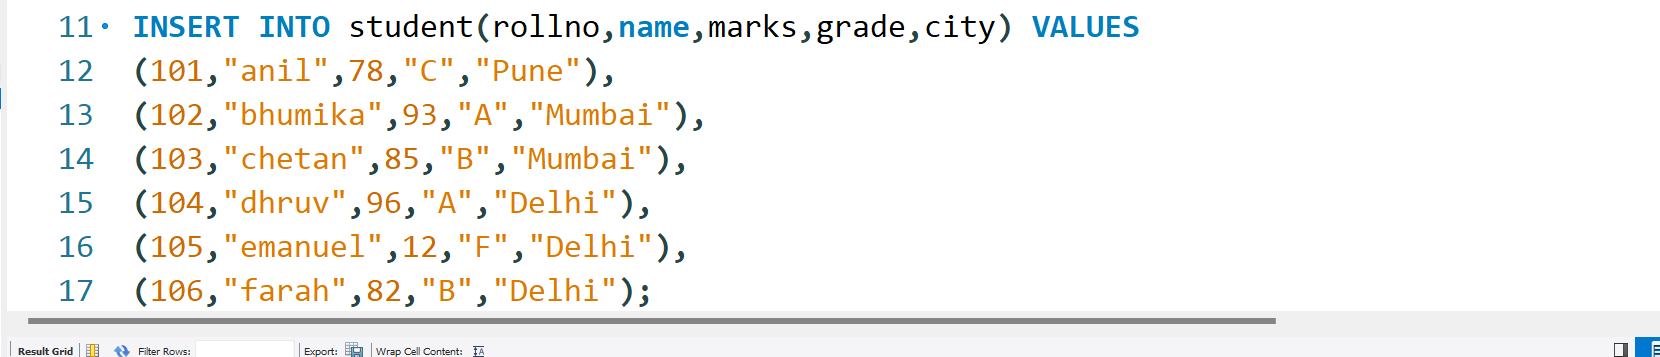 11 INSERT INTO student(rollno,name,marks,grade,city) VALUES
12 (101,"anil",78,"C","Pune"),
13 (102,"bhumika",93,"A","Mumbai"),
14 (103,"chetan",85,"B","Mumbai"),
15 (104,"dhruv",96,"A","Delhi"),
16 (105,"emanuel",12,"F","Delhi"),
17 (106,"farah",82,"B","Delhi");
Result Grid Filter Rows: Export: Wrap Cell Content: